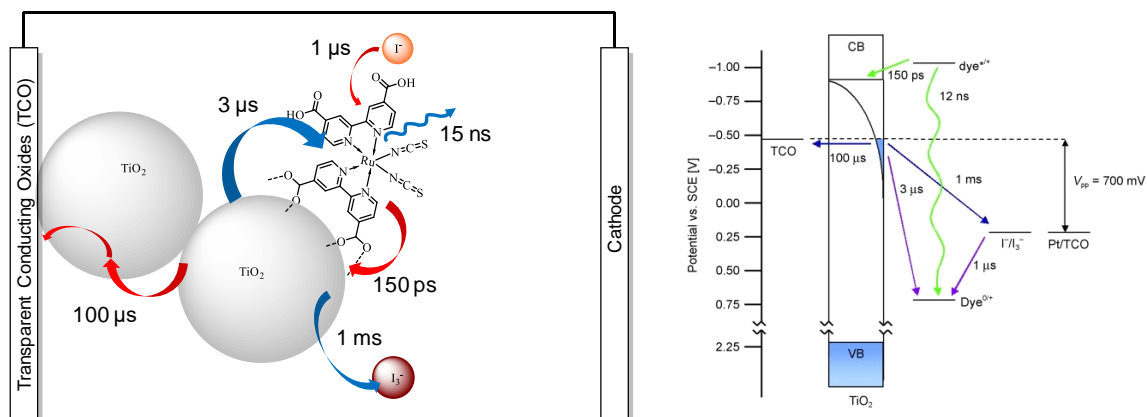 Transparent Conducting Oxides (TCO)
TiO2
TiO2
3 µs
1 µs
I-
15 ns
HO
O
O
OH
N
N
N
N
Ru
N=C=S
N=C=S
O
O
O
O
150 ps
100 µs
1 ms
I3-
Cathode
Potential vs. SCE [V]
−1.00
−0.75
−0.50
−0.25
0.00
0.25
0.50
0.75
2.25
CB
dye*/+
150 ps
12 ns
TCO
100 µs
3 µs
1 ms
Vpp = 700 mV
I−/I3−
Pt/TCO
1 µs
Dye0/+
VB
TiO2